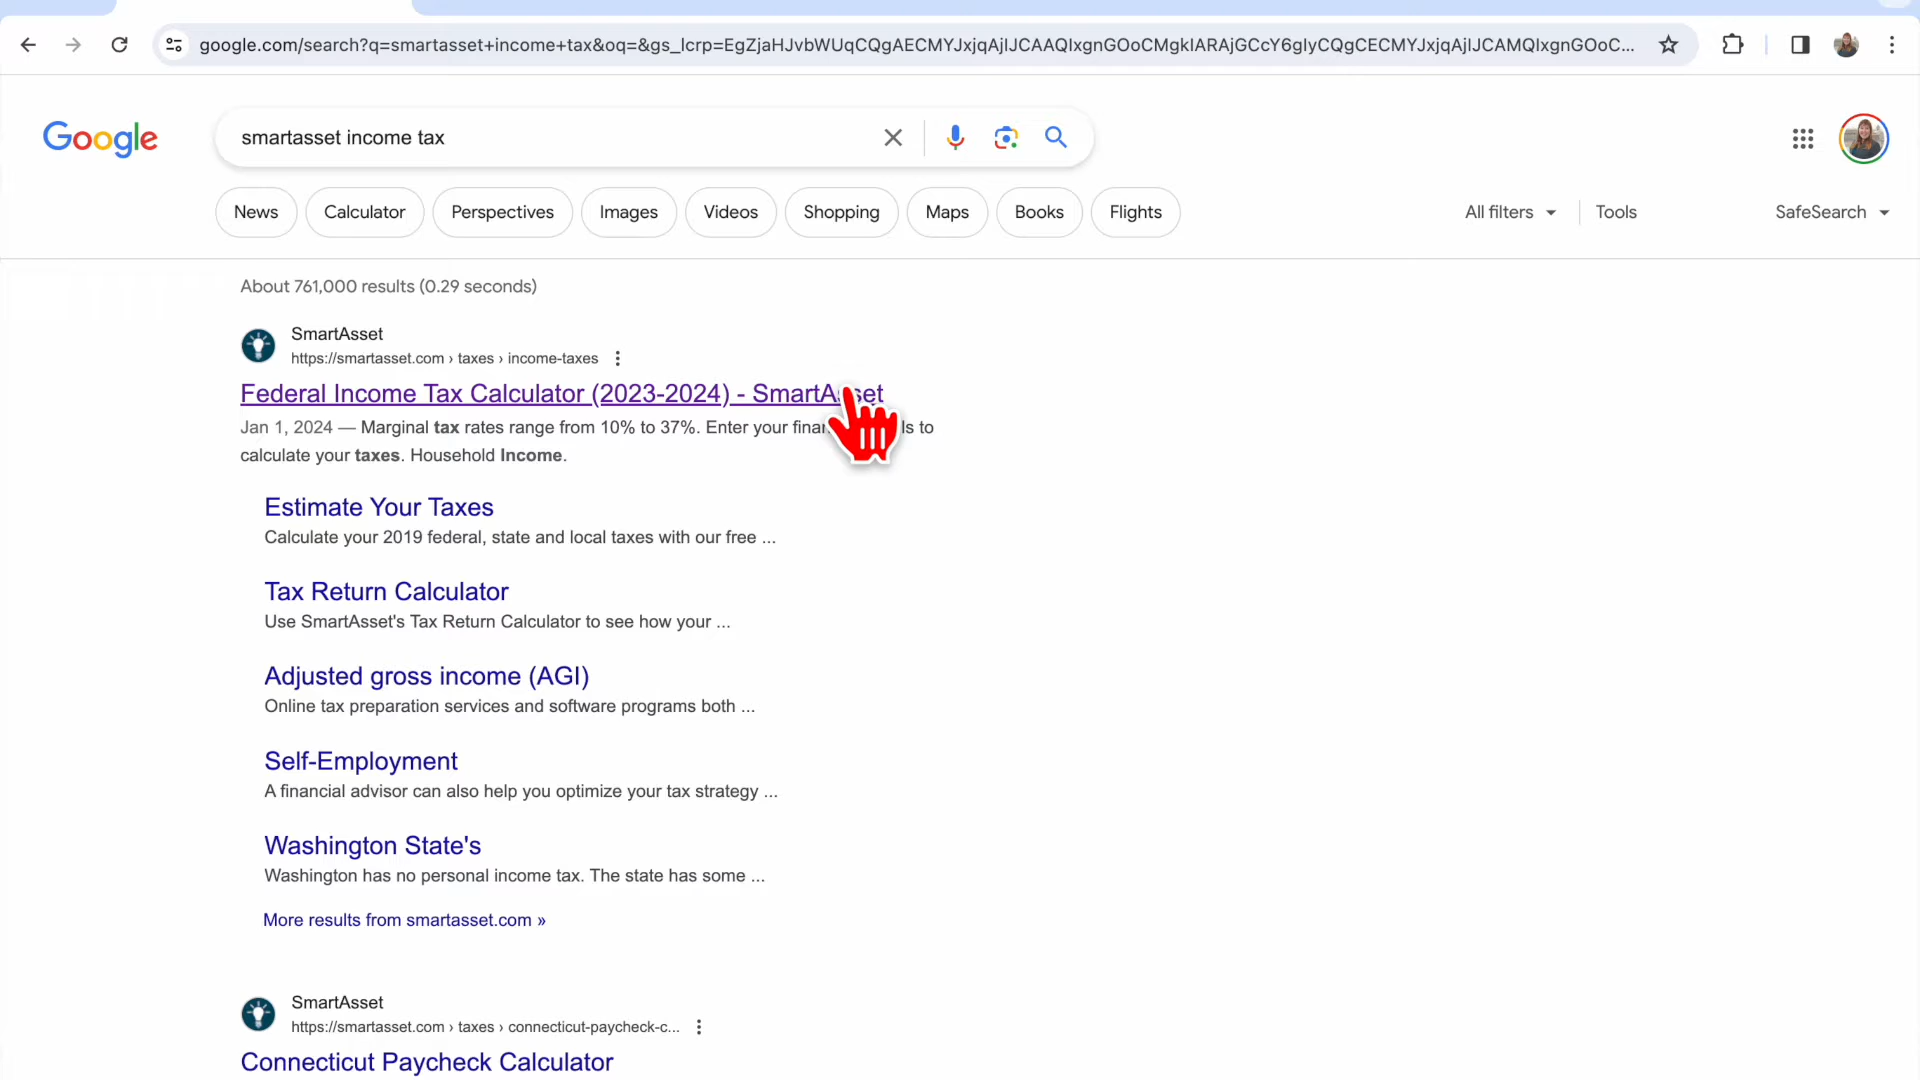 google.com/search?q=smartasset+income+tax&oq=&gs_lcrp=EgZjaHJvbWUqCQgAECMYJxjqAjIJCAAQIxgnGOoCMgkIARAjGCcY6gIyCQgCECMYJxjqAjIJCAMQIxgnGOoC...
Google
smartasset income tax
News
Calculator
Perspectives
Images
Videos
Shopping
Maps
Books
Flights
All filters
Tools
SafeSearch
About 761,000 results (0.29 seconds)
SmartAsset
https://smartasset.com › taxes › income-taxes
Federal Income Tax Calculator (2023-2024) - SmartAsset
Jan 1, 2024 — Marginal tax rates range from 10% to 37%. Enter your to
calculate your taxes. Household Income.
Estimate Your Taxes
Calculate your 2019 federal, state and local taxes with our free ...
Tax Return Calculator
Use SmartAsset's Tax Return Calculator to see how your ...
Adjusted gross income (AGI)
Online tax preparation services and software programs both ...
Self-Employment
A financial advisor can also help you optimize your tax strategy ...
Washington State's
Washington has no personal income tax. The state has some ...
More results from smartasset.com »
SmartAsset
https://smartasset.com › taxes › connecticut-paycheck-c...
Connecticut Paycheck Calculator